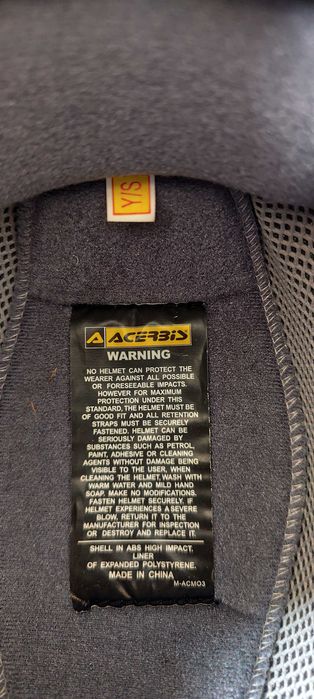 Y/S
ACERBIS
WARNING
NO HELMET CAN PROTECT THE
WEARER AGAINST ALL POSSIBLE
OR FORESEEABLE IMPACTS.
HOWEVER FOR MAXIMUM
PROTECTION UNDER THIS
STANDARD, THE HELMET MUST BE
OF GOOD FIT AND ALL RETENTION
STRAPS MUST BE SECURELY
FASTENED. HELMET CAN BE
SERIOUSLY DAMAGED BY
SUBSTANCES SUCH AS PETROL,
PAINT, ADHESIVE OR CLEANING
AGENTS WITHOUT DAMAGE BEING
VISIBLE TO THE USER, WHEN
CLEANING THE HELMET, WASH WITH
WARM WATER AND MILD HAND
SOAP. MAKE NO MODIFICATIONS.
FASTEN HELMET SECURELY. IF
HELMET EXPERIENCES A SEVERE
BLOW, RETURN IT TO THE
MANUFACTURER FOR INSPECTION
OR DESTROY AND REPLACE IT.
SHELL IN ABS HIGH IMPACT,
LINER
OF EXPANDED POLYSTYRENE.
MADE IN CHINA
M-ACMO3